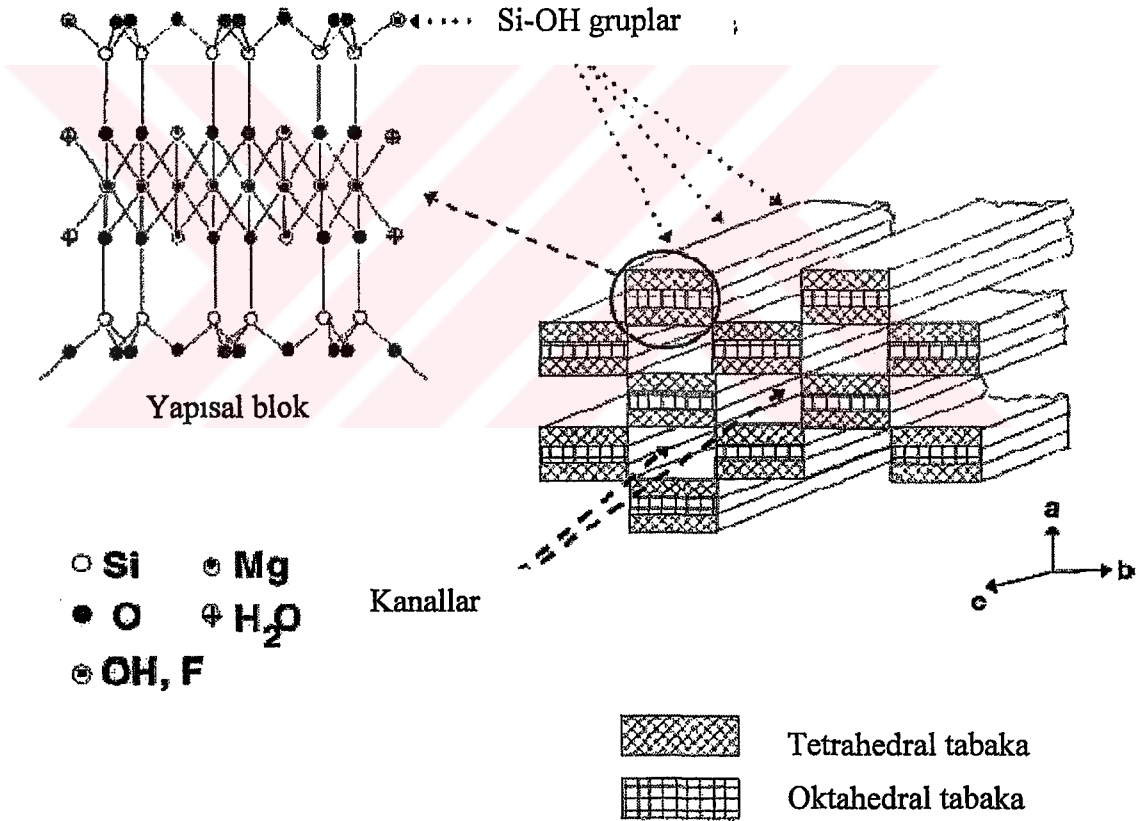 Si-OH gruplar
Yapısal blok
a
b
c
Si Mg
O H₂O
OH, F
Kanallar
Tetrahedral tabaka
Oktahedral tabaka